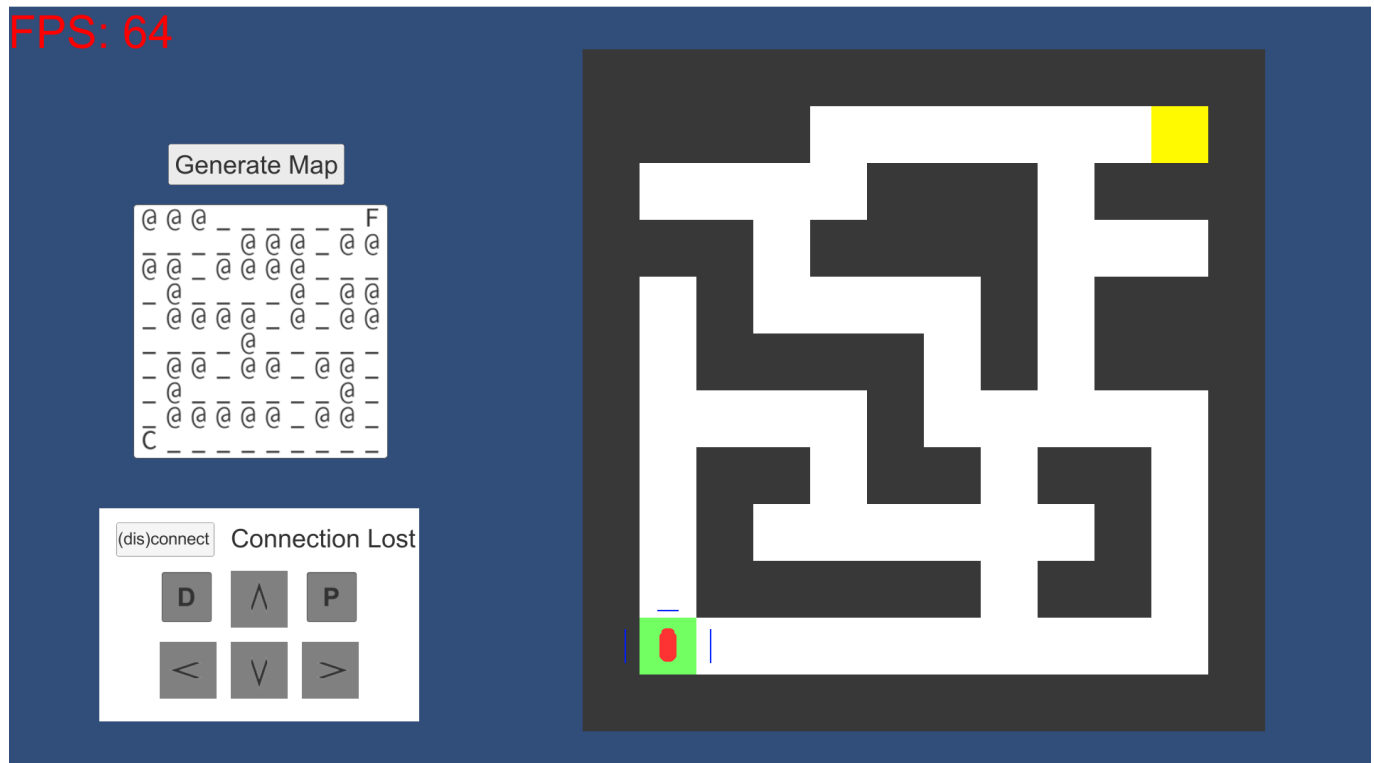 FPS: 64
Generate Map
@ @ @ _ _ _ _ _ _ F
_ _ _ _ @ @ @ _ @ @
@ @ _ @ @ @ @ _ _ _
_ @ _ _ _ _ @ _ @ @
_ @ @ @ @ _ @ _ @ @
_ _ _ _ @ _ _ _ _ _
_ @ @ _ @ @ _ @ @ _
_ @ _ _ _ _ _ _ @ _
_ @ @ @ @ @ _ @ @ _
C _ _ _ _ _ _ _ _ _
(dis)connect Connection Lost
D ᐱ P
< ᐯ >